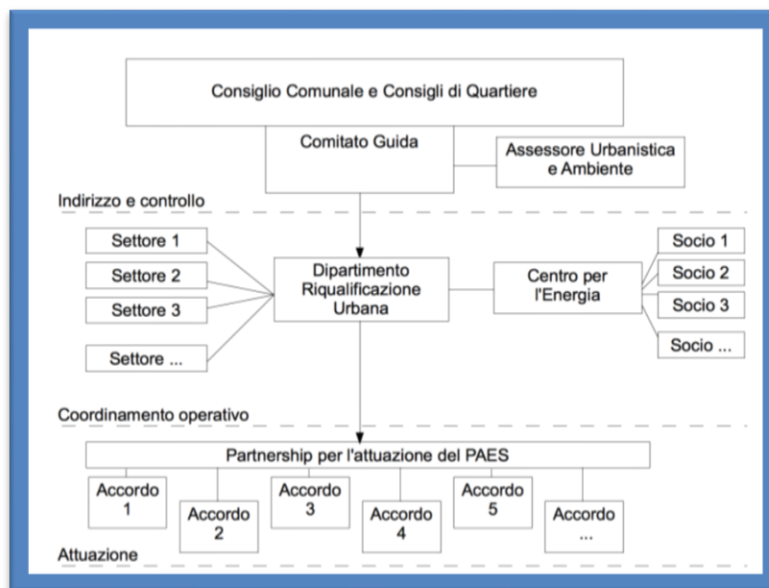 Consiglio Comunale e Consigli di Quartiere
Comitato Guida
Assessore Urbanistica
e Ambiente
Indirizzo e controllo
Settore 1
Settore 2
Settore 3
Settore ...
Dipartimento
Riqualificazione
Urbana
Centro per
l'Energia
Socio 1
Socio 2
Socio 3
Socio ...
Coordinamento operativo
Partnership per l'attuazione del PAES
Accordo
1
Accordo
2
Accordo
3
Accordo
4
Accordo
5
Accordo
...
Attuazione